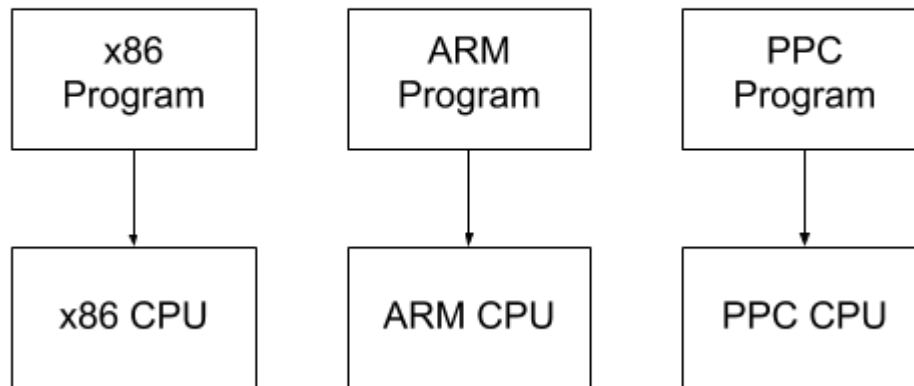 x86
Program
ARM
Program
PPC
Program
x86 CPU
ARM CPU
PPC CPU